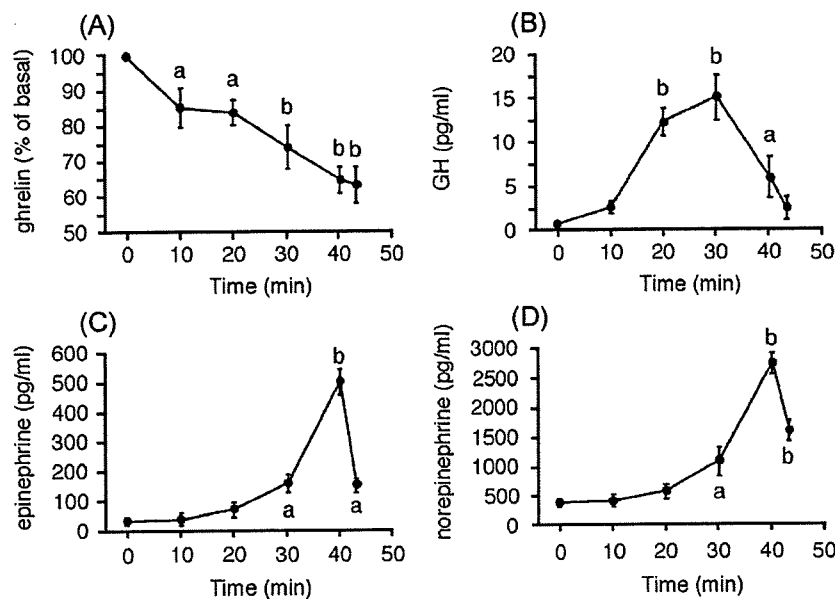 (A)
ghrelin (% of basal)
100
90
80
70
60
50
a
a
b
b b
0 10 20 30 40 50
Time (min)
(B)
GH (pg/ml)
20
15
10
5
0
b
b
a
0 10 20 30 40 50
Time (min)
(C)
epinephrine (pg/ml)
600
500
400
300
200
100
0
b
a
a
0 10 20 30 40 50
Time (min)
(D)
norepinephrine (pg/ml)
3000
2500
2000
1500
1000
500
0
b
b
a
0 10 20 30 40 50
Time (min)